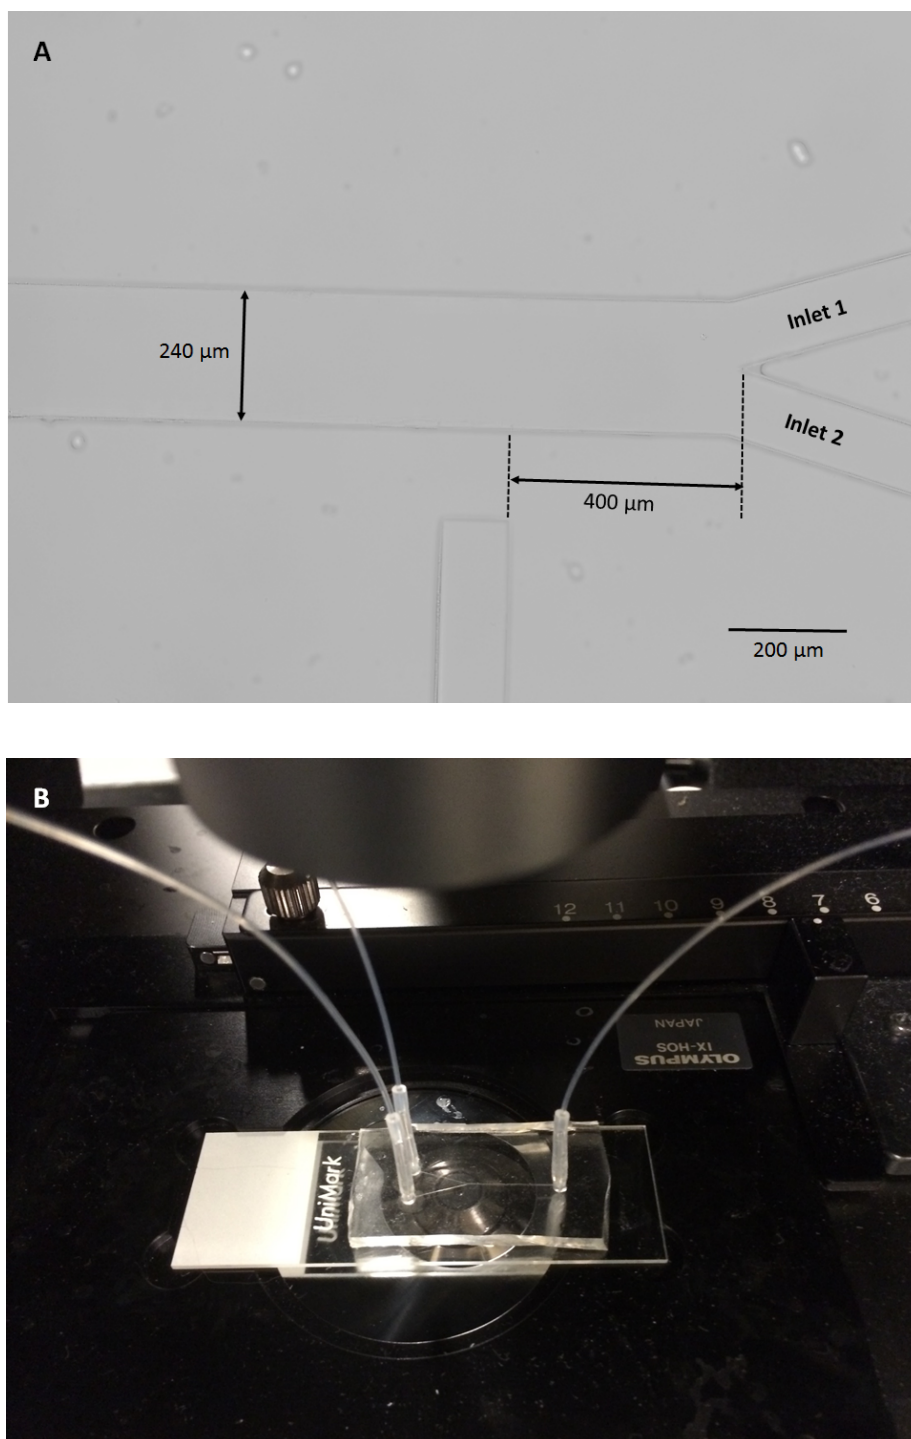 A
Inlet 1
240 µm
Inlet 2
400 µm
200 µm
B
12 11 10 9 8 7 6
OLYMPUS
IX-HOS
JAPAN
UniMark